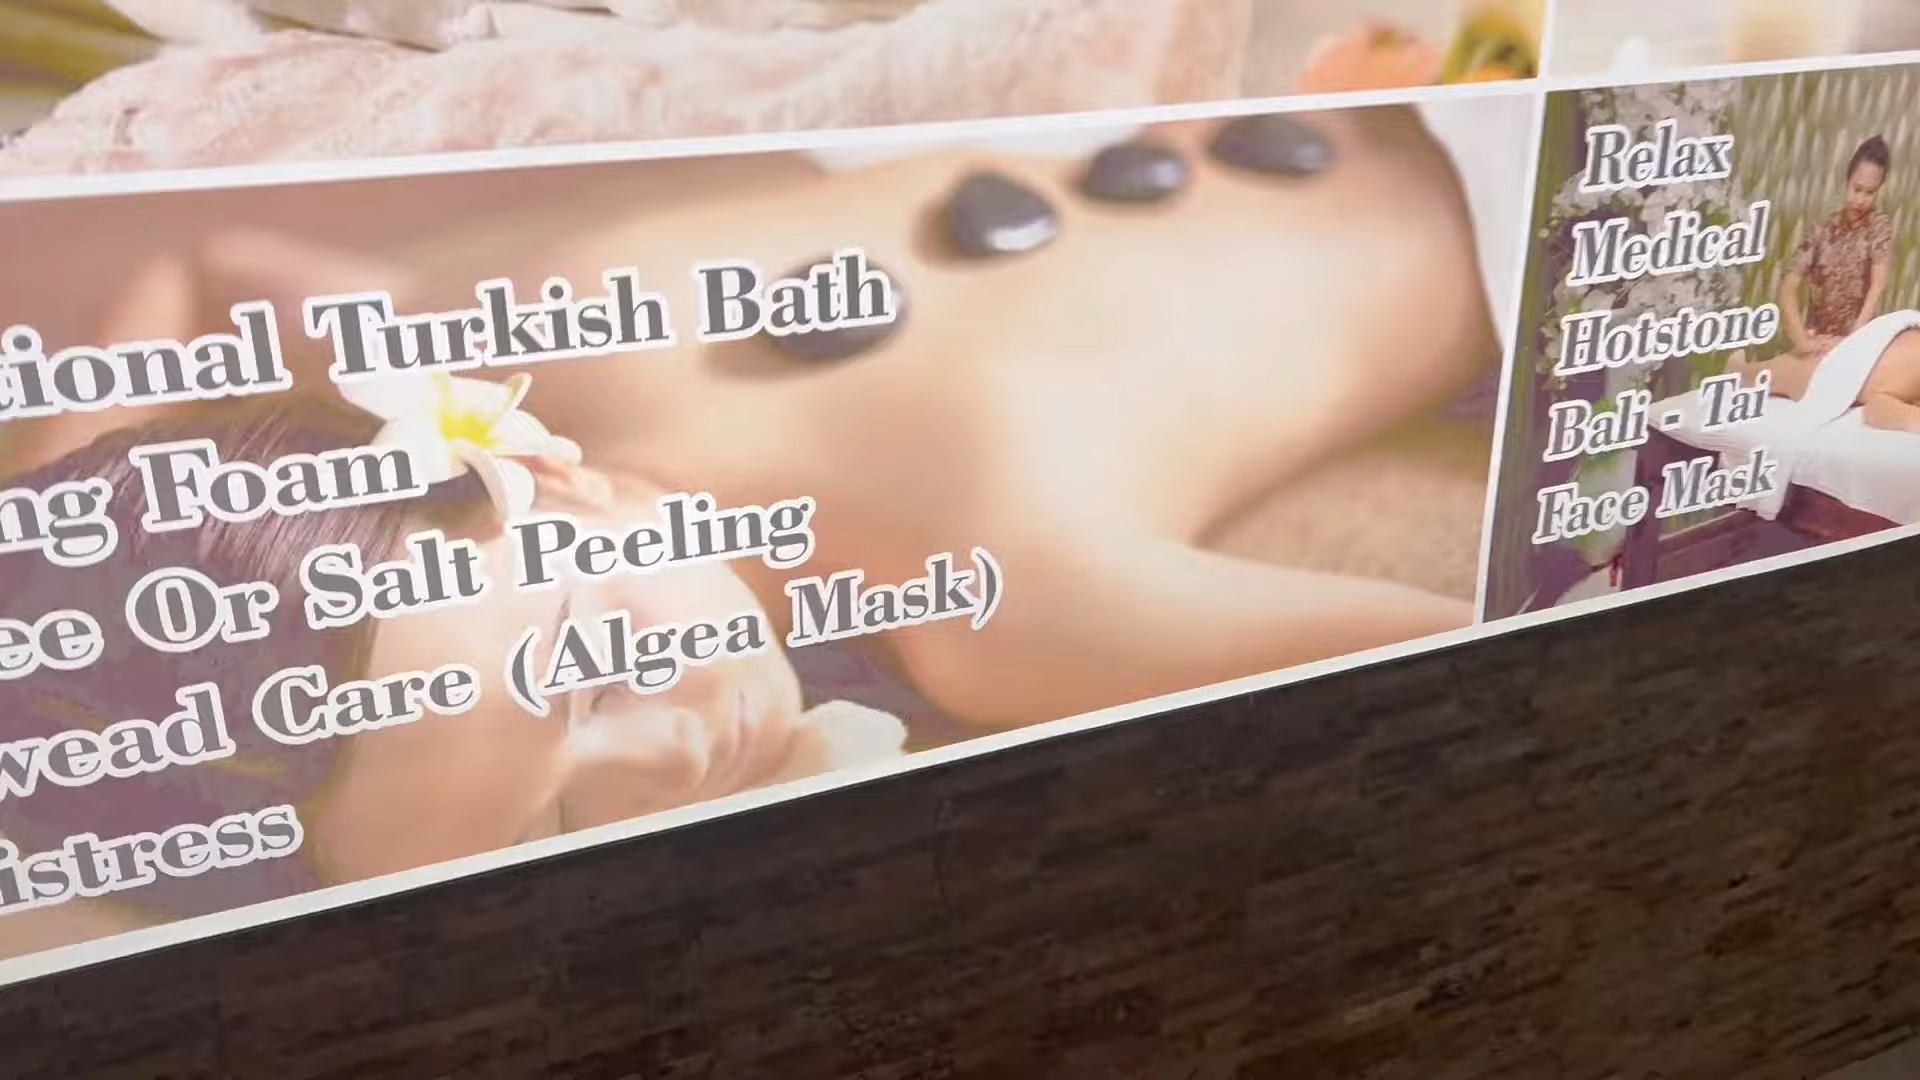 tional Turkish Bath
ng Foam
ee Or Salt Peeling
wead Care (Algea Mask)
istress
Relax
Medical
Hotstone
Bali - Tai
Face Mask